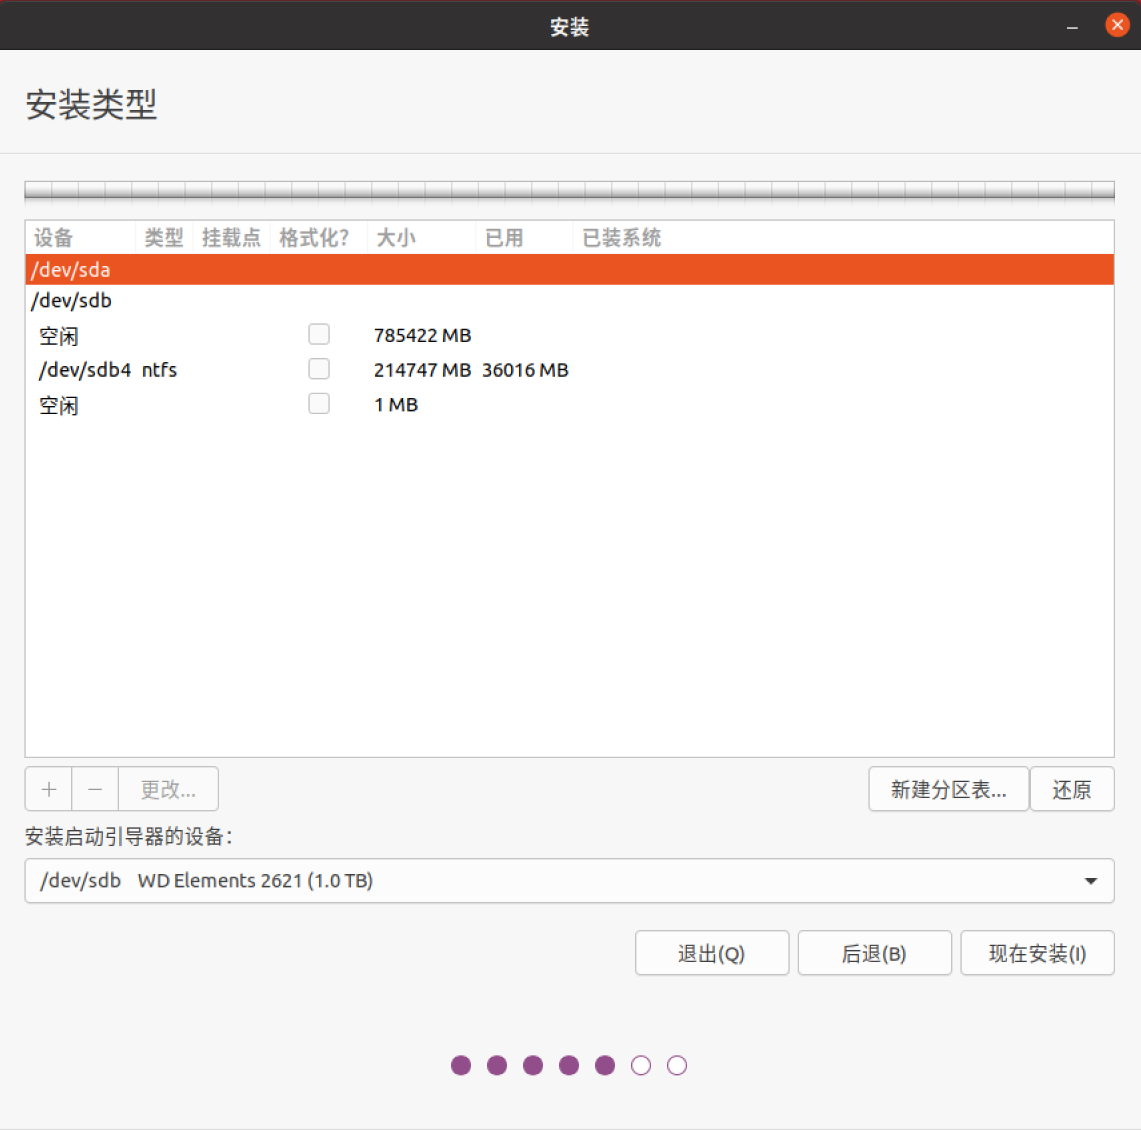 安装
安装类型
设备 类型 挂载点 格式化? 大小 已用 已装系统
/dev/sda
/dev/sdb
空闲 785422 MB
/dev/sdb4 ntfs 214747 MB 36016 MB
空闲 1 MB
+ − 更改... 新建分区表... 还原
安装启动引导器的设备：
/dev/sdb WD Elements 2621 (1.0 TB)
退出(Q) 后退(B) 现在安装(I)